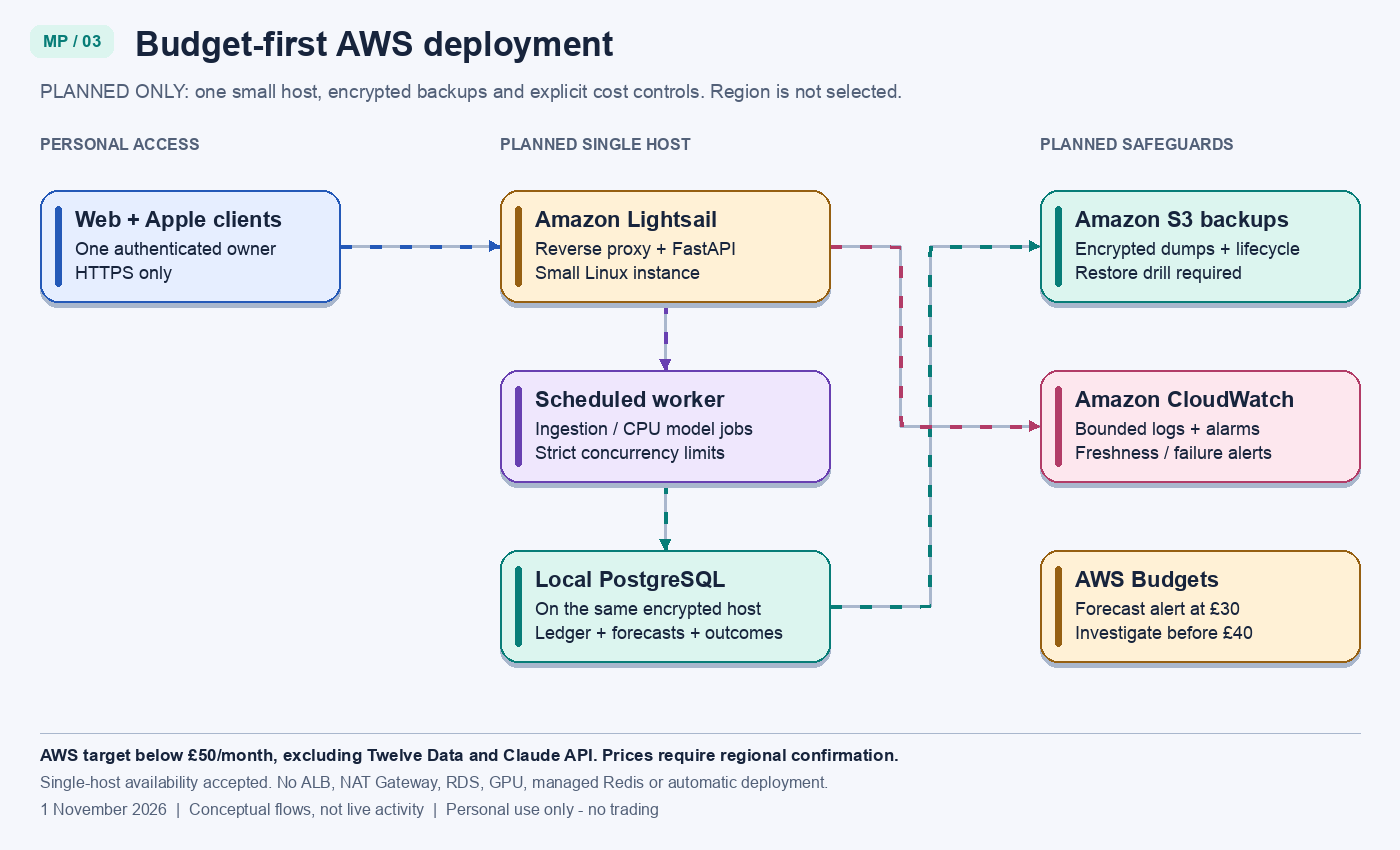 MP / 03
Budget-first AWS deployment
PLANNED ONLY: one small host, encrypted backups and explicit cost controls. Region is not selected.
PERSONAL ACCESS
PLANNED SINGLE HOST
PLANNED SAFEGUARDS
Web + Apple clients
One authenticated owner
HTTPS only
Amazon Lightsail
Reverse proxy + FastAPI
Small Linux instance
Amazon S3 backups
Encrypted dumps + lifecycle
Restore drill required
Scheduled worker
Ingestion / CPU model jobs
Strict concurrency limits
Amazon CloudWatch
Bounded logs + alarms
Freshness / failure alerts
Local PostgreSQL
On the same encrypted host
Ledger + forecasts + outcomes
AWS Budgets
Forecast alert at £30
Investigate before £40
AWS target below £50/month, excluding Twelve Data and Claude API. Prices require regional confirmation.
Single-host availability accepted. No ALB, NAT Gateway, RDS, GPU, managed Redis or automatic deployment.
1 November 2026 | Conceptual flows, not live activity | Personal use only - no trading